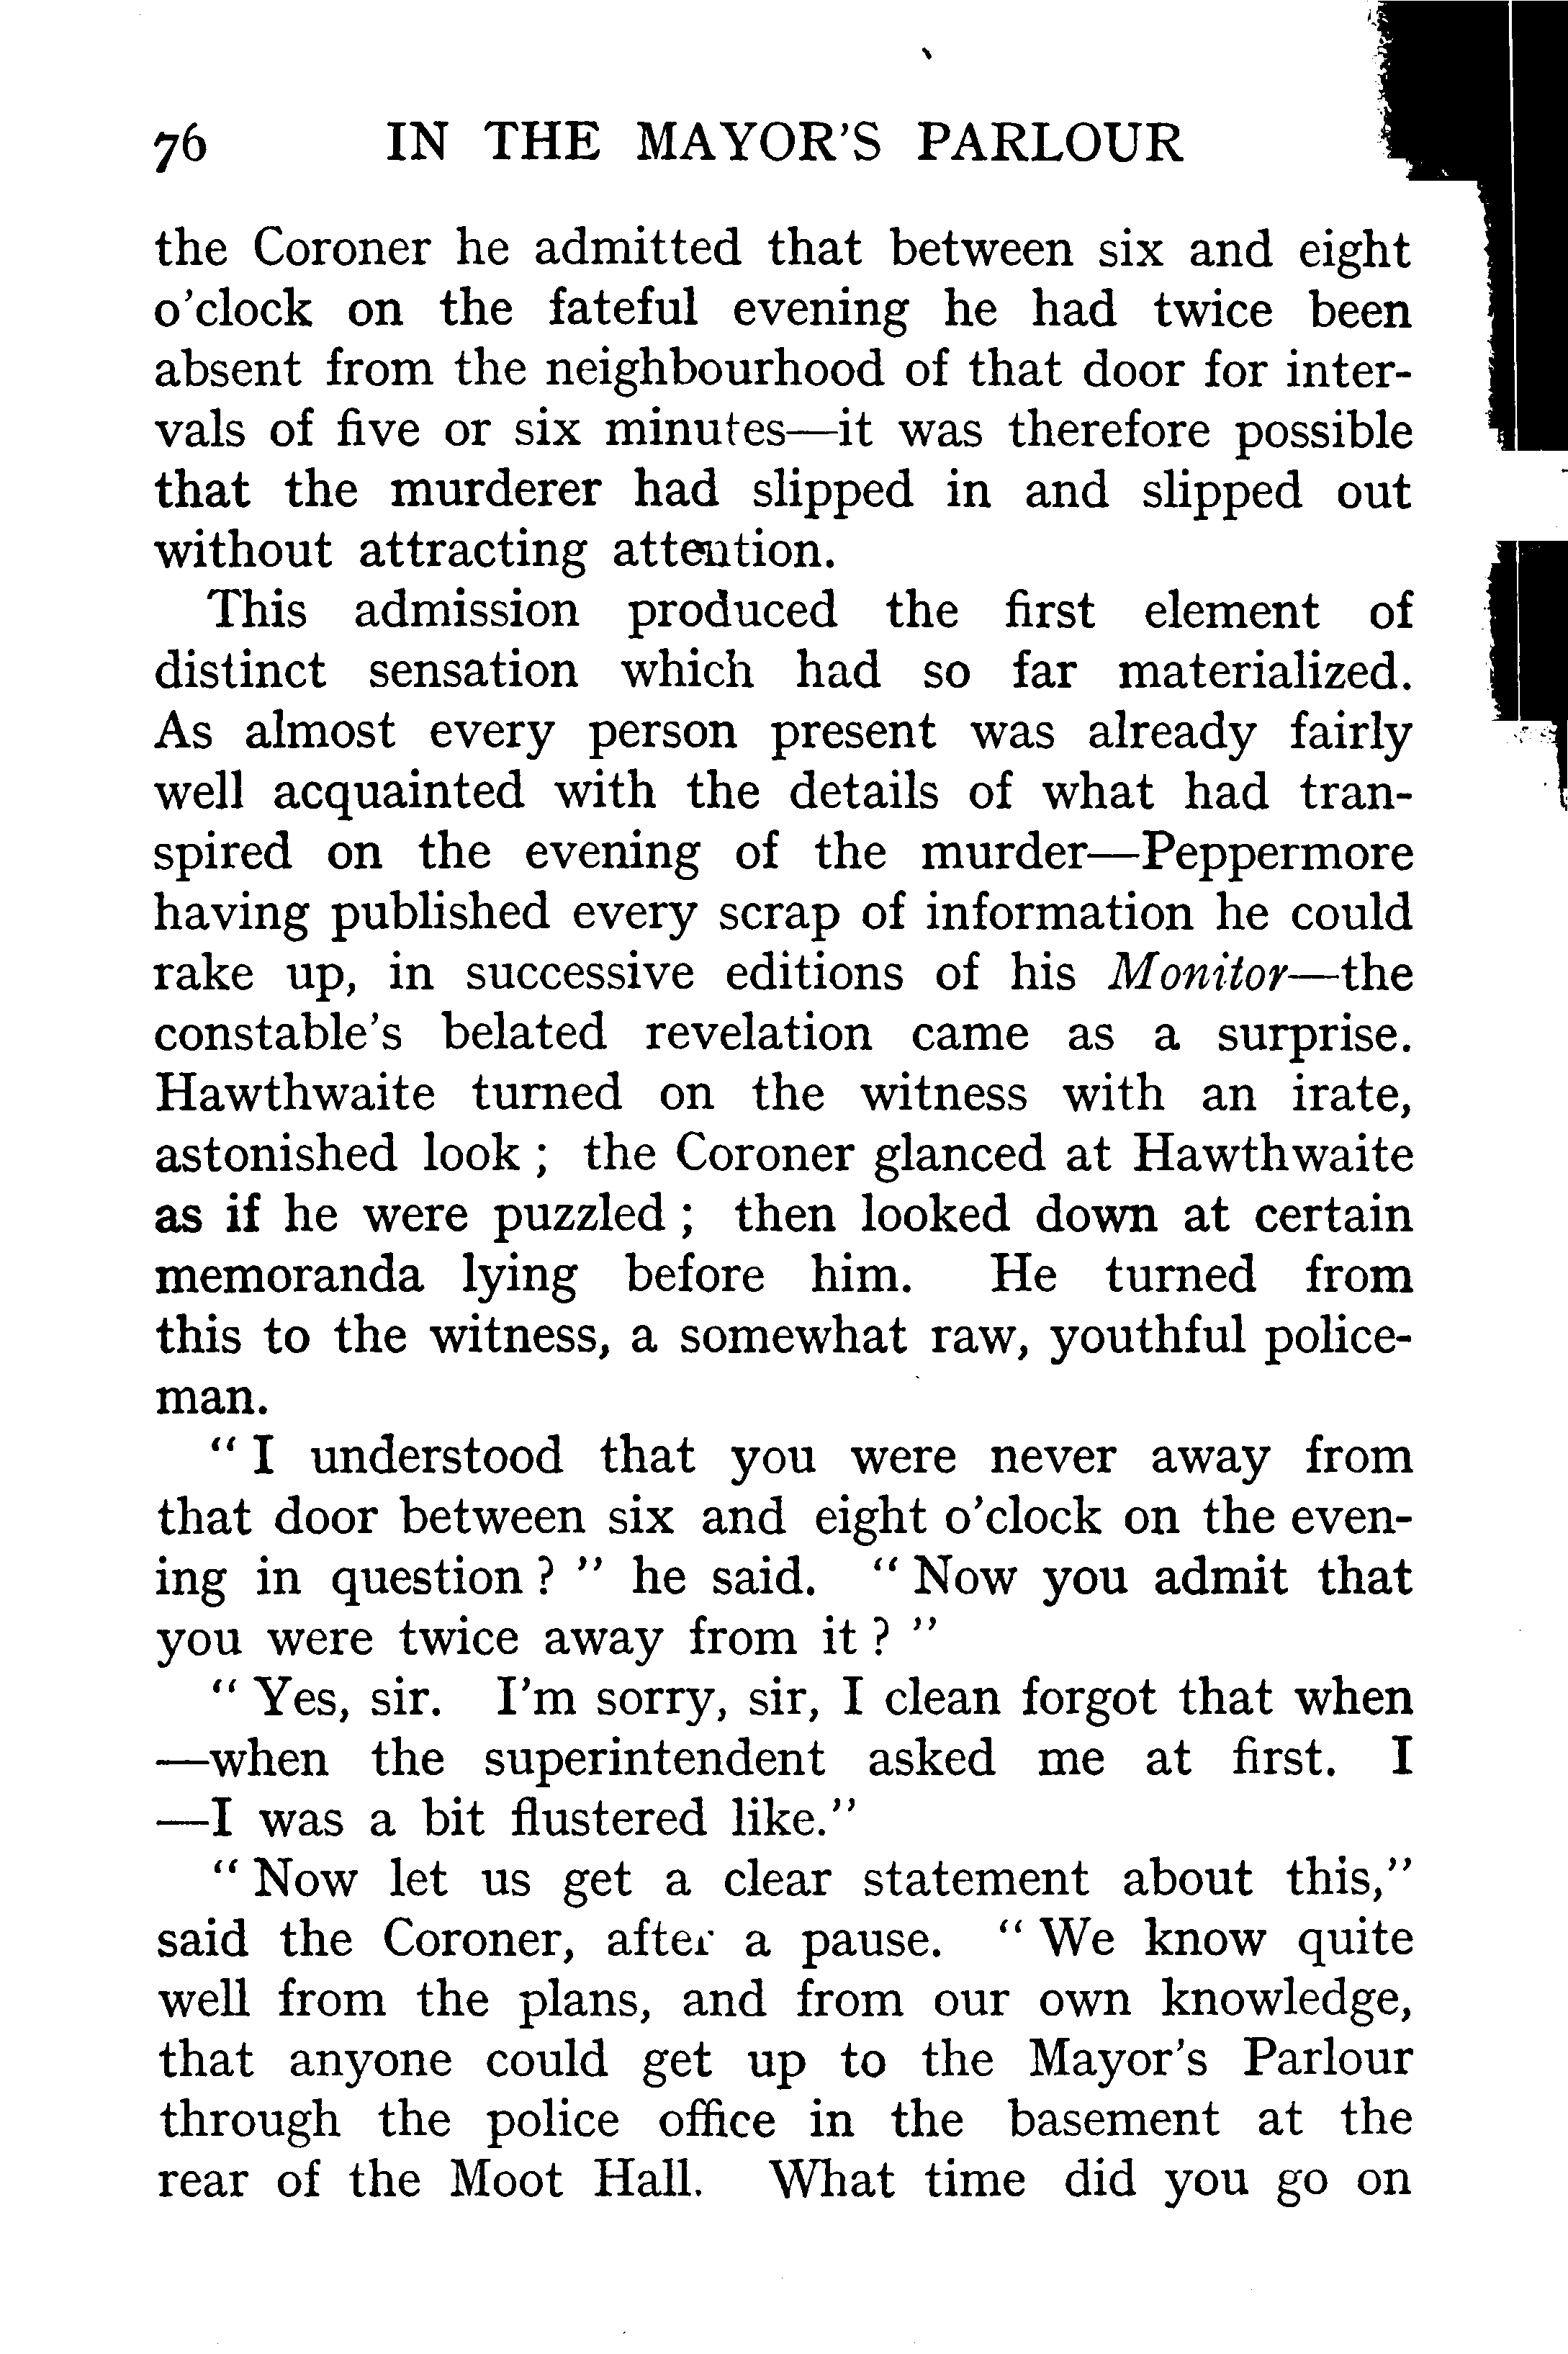 76 IN THE MAYOR'S PARLOUR
the Coroner he admitted that between six and eight
o'clock on the fateful evening he had twice been
absent from the neighbourhood of that door for inter-
vals of five or six minutes—it was therefore possible
that the murderer had slipped in and slipped out
without attracting attention.
This admission produced the first element of
distinct sensation which had so far materialized.
As almost every person present was already fairly
well acquainted with the details of what had tran-
spired on the evening of the murder—Peppermore
having published every scrap of information he could
rake up, in successive editions of his Monitor—the
constable's belated revelation came as a surprise.
Hawthwaite turned on the witness with an irate,
astonished look ; the Coroner glanced at Hawthwaite
as if he were puzzled ; then looked down at certain
memoranda lying before him. He turned from
this to the witness, a somewhat raw, youthful police-
man.
" I understood that you were never away from
that door between six and eight o'clock on the even-
ing in question ? " he said. " Now you admit that
you were twice away from it ? "
" Yes, sir. I'm sorry, sir, I clean forgot that when
—when the superintendent asked me at first. I
—I was a bit flustered like."
" Now let us get a clear statement about this,"
said the Coroner, after a pause. " We know quite
well from the plans, and from our own knowledge,
that anyone could get up to the Mayor's Parlour
through the police office in the basement at the
rear of the Moot Hall. What time did you go on